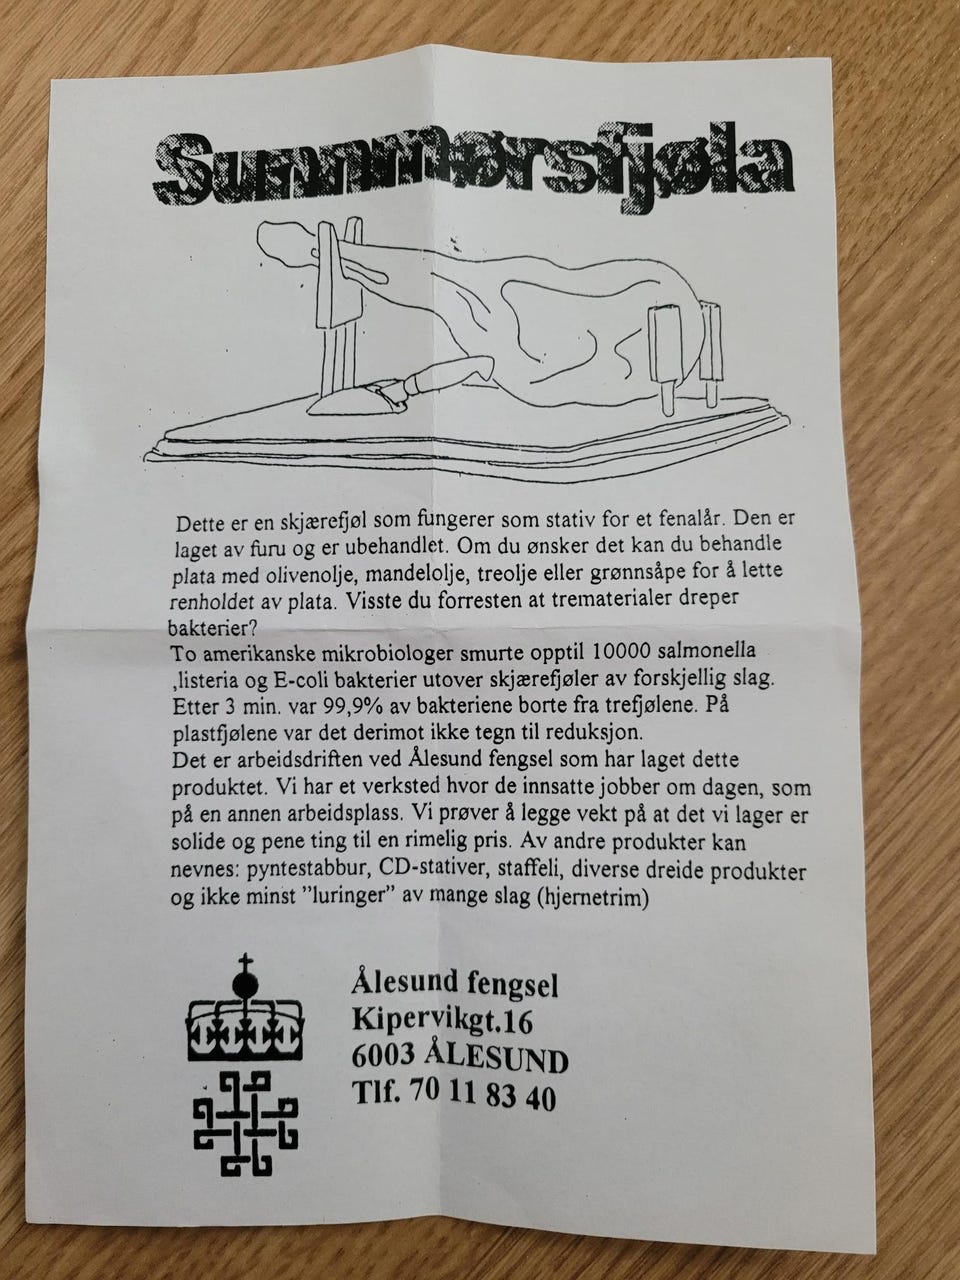 Sunnmørsfjøla
Dette er en skjærefjøl som fungerer som stativ for et fenalår. Den er
laget av furu og er ubehandlet. Om du ønsker det kan du behandle
plata med olivenolje, mandelolje, treolje eller grønnsåpe for å lette
renholdet av plata. Visste du forresten at trematerialer dreper
bakterier?
To amerikanske mikrobiologer smurte opptil 10000 salmonella
,listeria og E-coli bakterier utover skjærefjøler av forskjellig slag.
Etter 3 min. var 99,9% av bakteriene borte fra trefjølene. På
plastfjølene var det derimot ikke tegn til reduksjon.
Det er arbeidsdriften ved Ålesund fengsel som har laget dette
produktet. Vi har et verksted hvor de innsatte jobber om dagen, som
på en annen arbeidsplass. Vi prøver å legge vekt på at det vi lager er
solide og pene ting til en rimelig pris. Av andre produkter kan
nevnes: pyntestabbur, CD-stativer, staffeli, diverse dreide produkter
og ikke minst ”luringer” av mange slag (hjernetrim)
Ålesund fengsel
Kipervikgt.16
6003 ÅLESUND
Tlf. 70 11 83 40